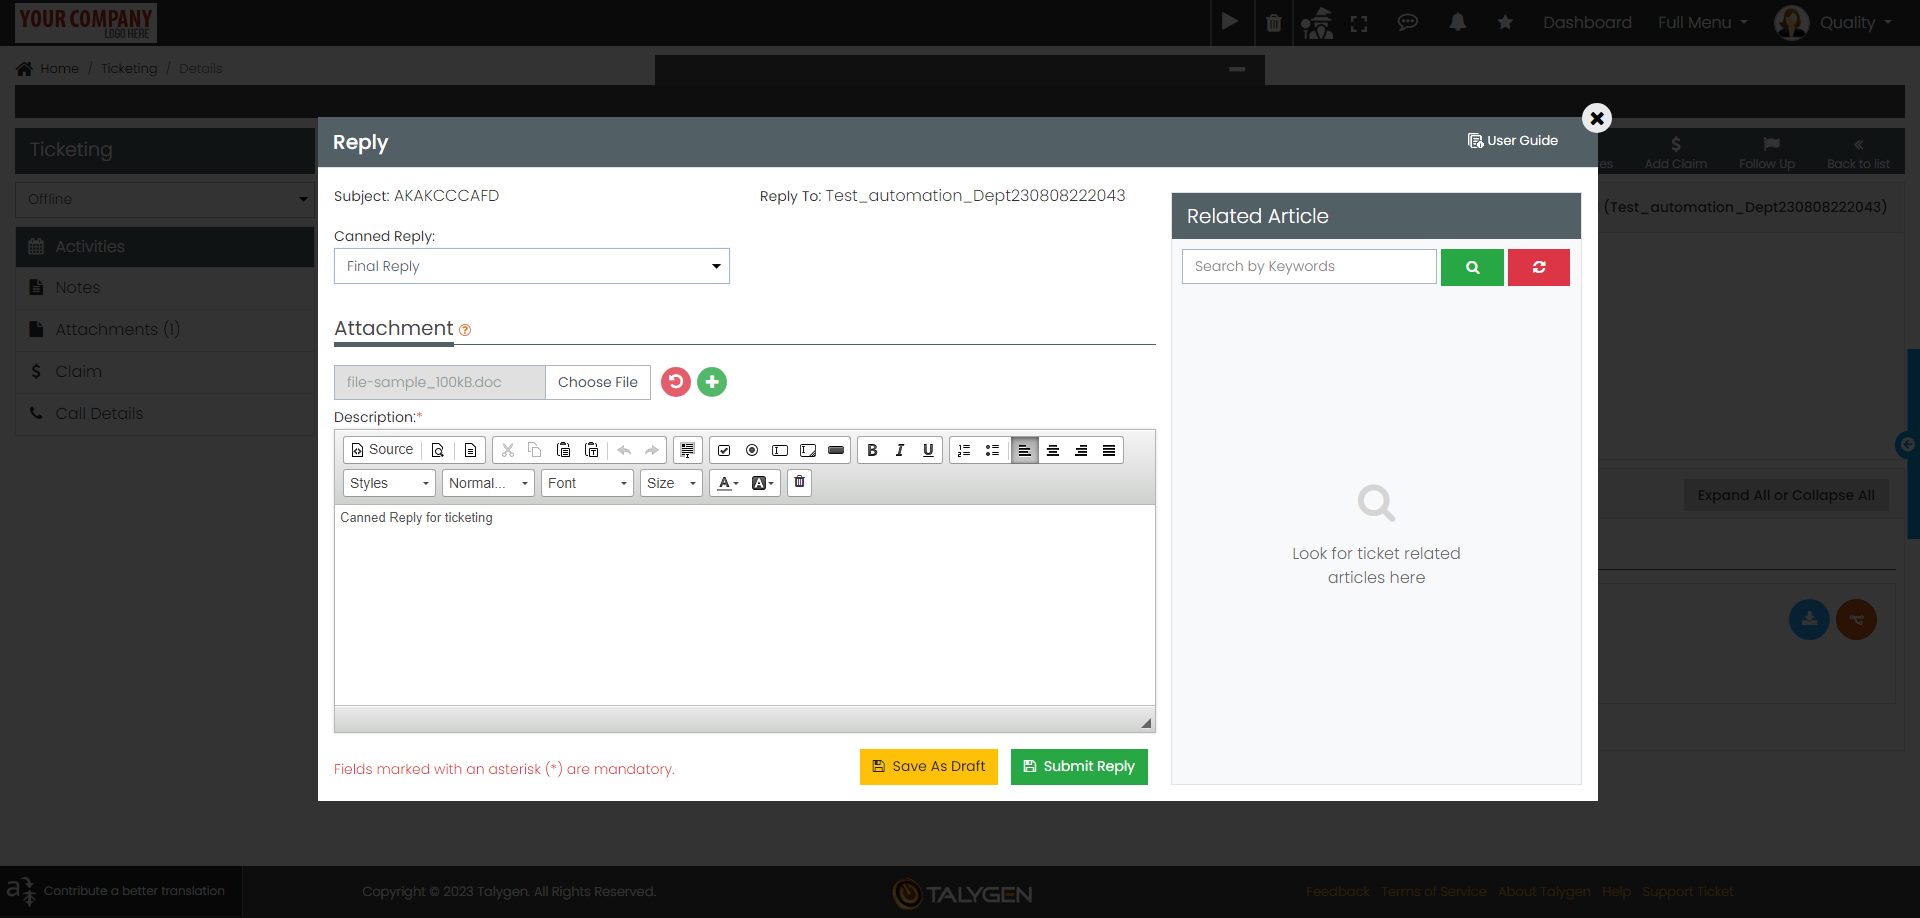 YOUR COMPANY
LOGO HERE
Dashboard
Full Menu
Quality
Home / Ticketing / Details
Ticketing
Offline
Activities
Notes
Attachments (1)
Claim
Call Details
Reply
User Guide
Add Claim
Follow Up
Back to list
(Test_automation_Dept230808222043)
Subject: AKAKCCCAFD
Reply To: Test_automation_Dept230808222043
Canned Reply:
Final Reply
Attachment
file-sample_100kB.doc
Choose File
Description:*
Source
B I U
Styles
Normal...
Font
Size
A
A
Canned Reply for ticketing
Fields marked with an asterisk (*) are mandatory.
Save As Draft
Submit Reply
Related Article
Search by Keywords
Look for ticket related
articles here
Expand All or Collapse All
Contribute a better translation
Copyright © 2023 Talygen. All Rights Reserved.
TALYGEN
Feedback
Terms of Service
About Talygen
Help
Support Ticket